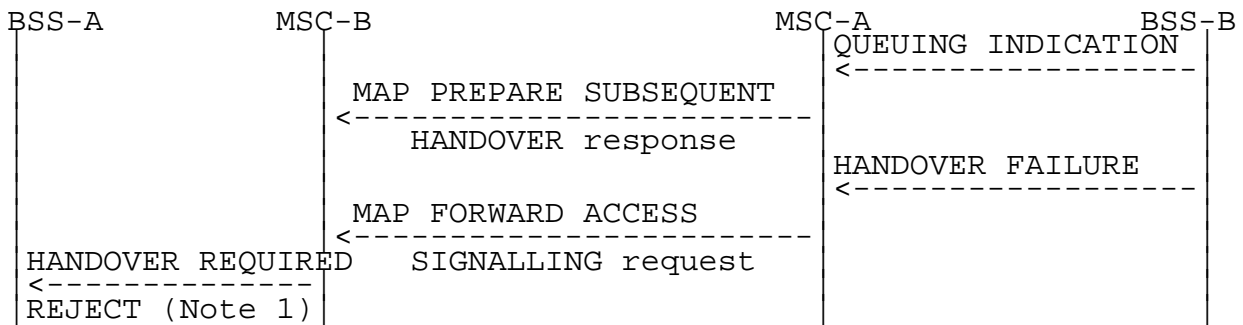 BSS-A MSC-B MSC-A BSS-B
QUEUING INDICATION
MAP PREPARE SUBSEQUENT
HANDOVER response
HANDOVER FAILURE
MAP FORWARD ACCESS
HANDOVER REQUIRED SIGNALLING request
REJECT (Note 1)